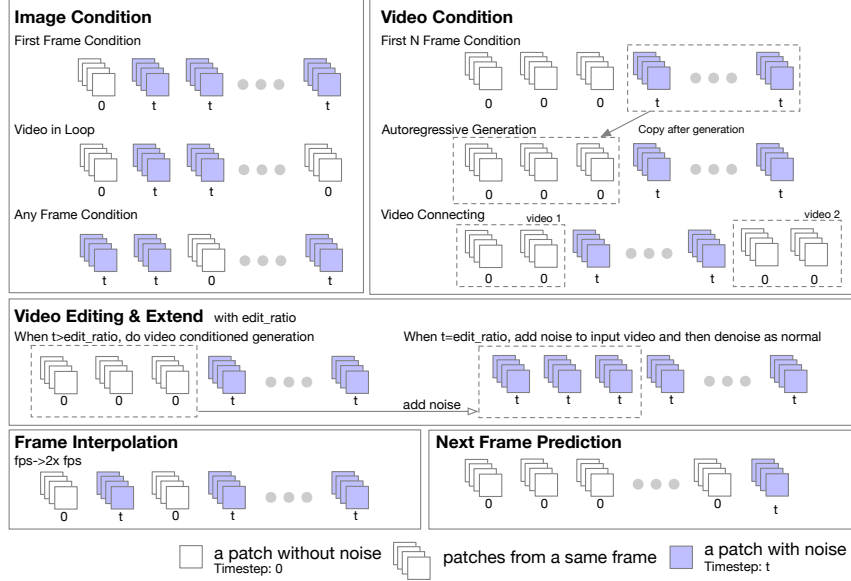 Image Condition
First Frame Condition
0 t t t
Video in Loop
0 t t 0
Any Frame Condition
t t 0 t
Video Condition
First N Frame Condition
0 0 0 t t
Autoregressive Generation
Copy after generation
0 0 0 t t
Video Connecting
video 1
video 2
0 0 t t 0 0
Video Editing & Extend with edit_ratio
When t>edit_ratio, do video conditioned generation
0 0 0 t t
add noise
When t=edit_ratio, add noise to input video and then denoise as normal
t t t t t
Frame Interpolation
fps->2x fps
0 t 0 t t
Next Frame Prediction
0 0 0 0 t
a patch without noise
Timestep: 0
patches from a same frame
a patch with noise
Timestep: t